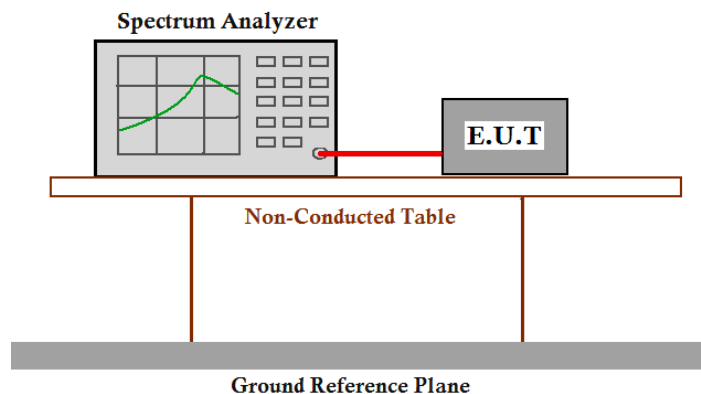 Spectrum Analyzer
E.U.T
Non-Conducted Table
Ground Reference Plane